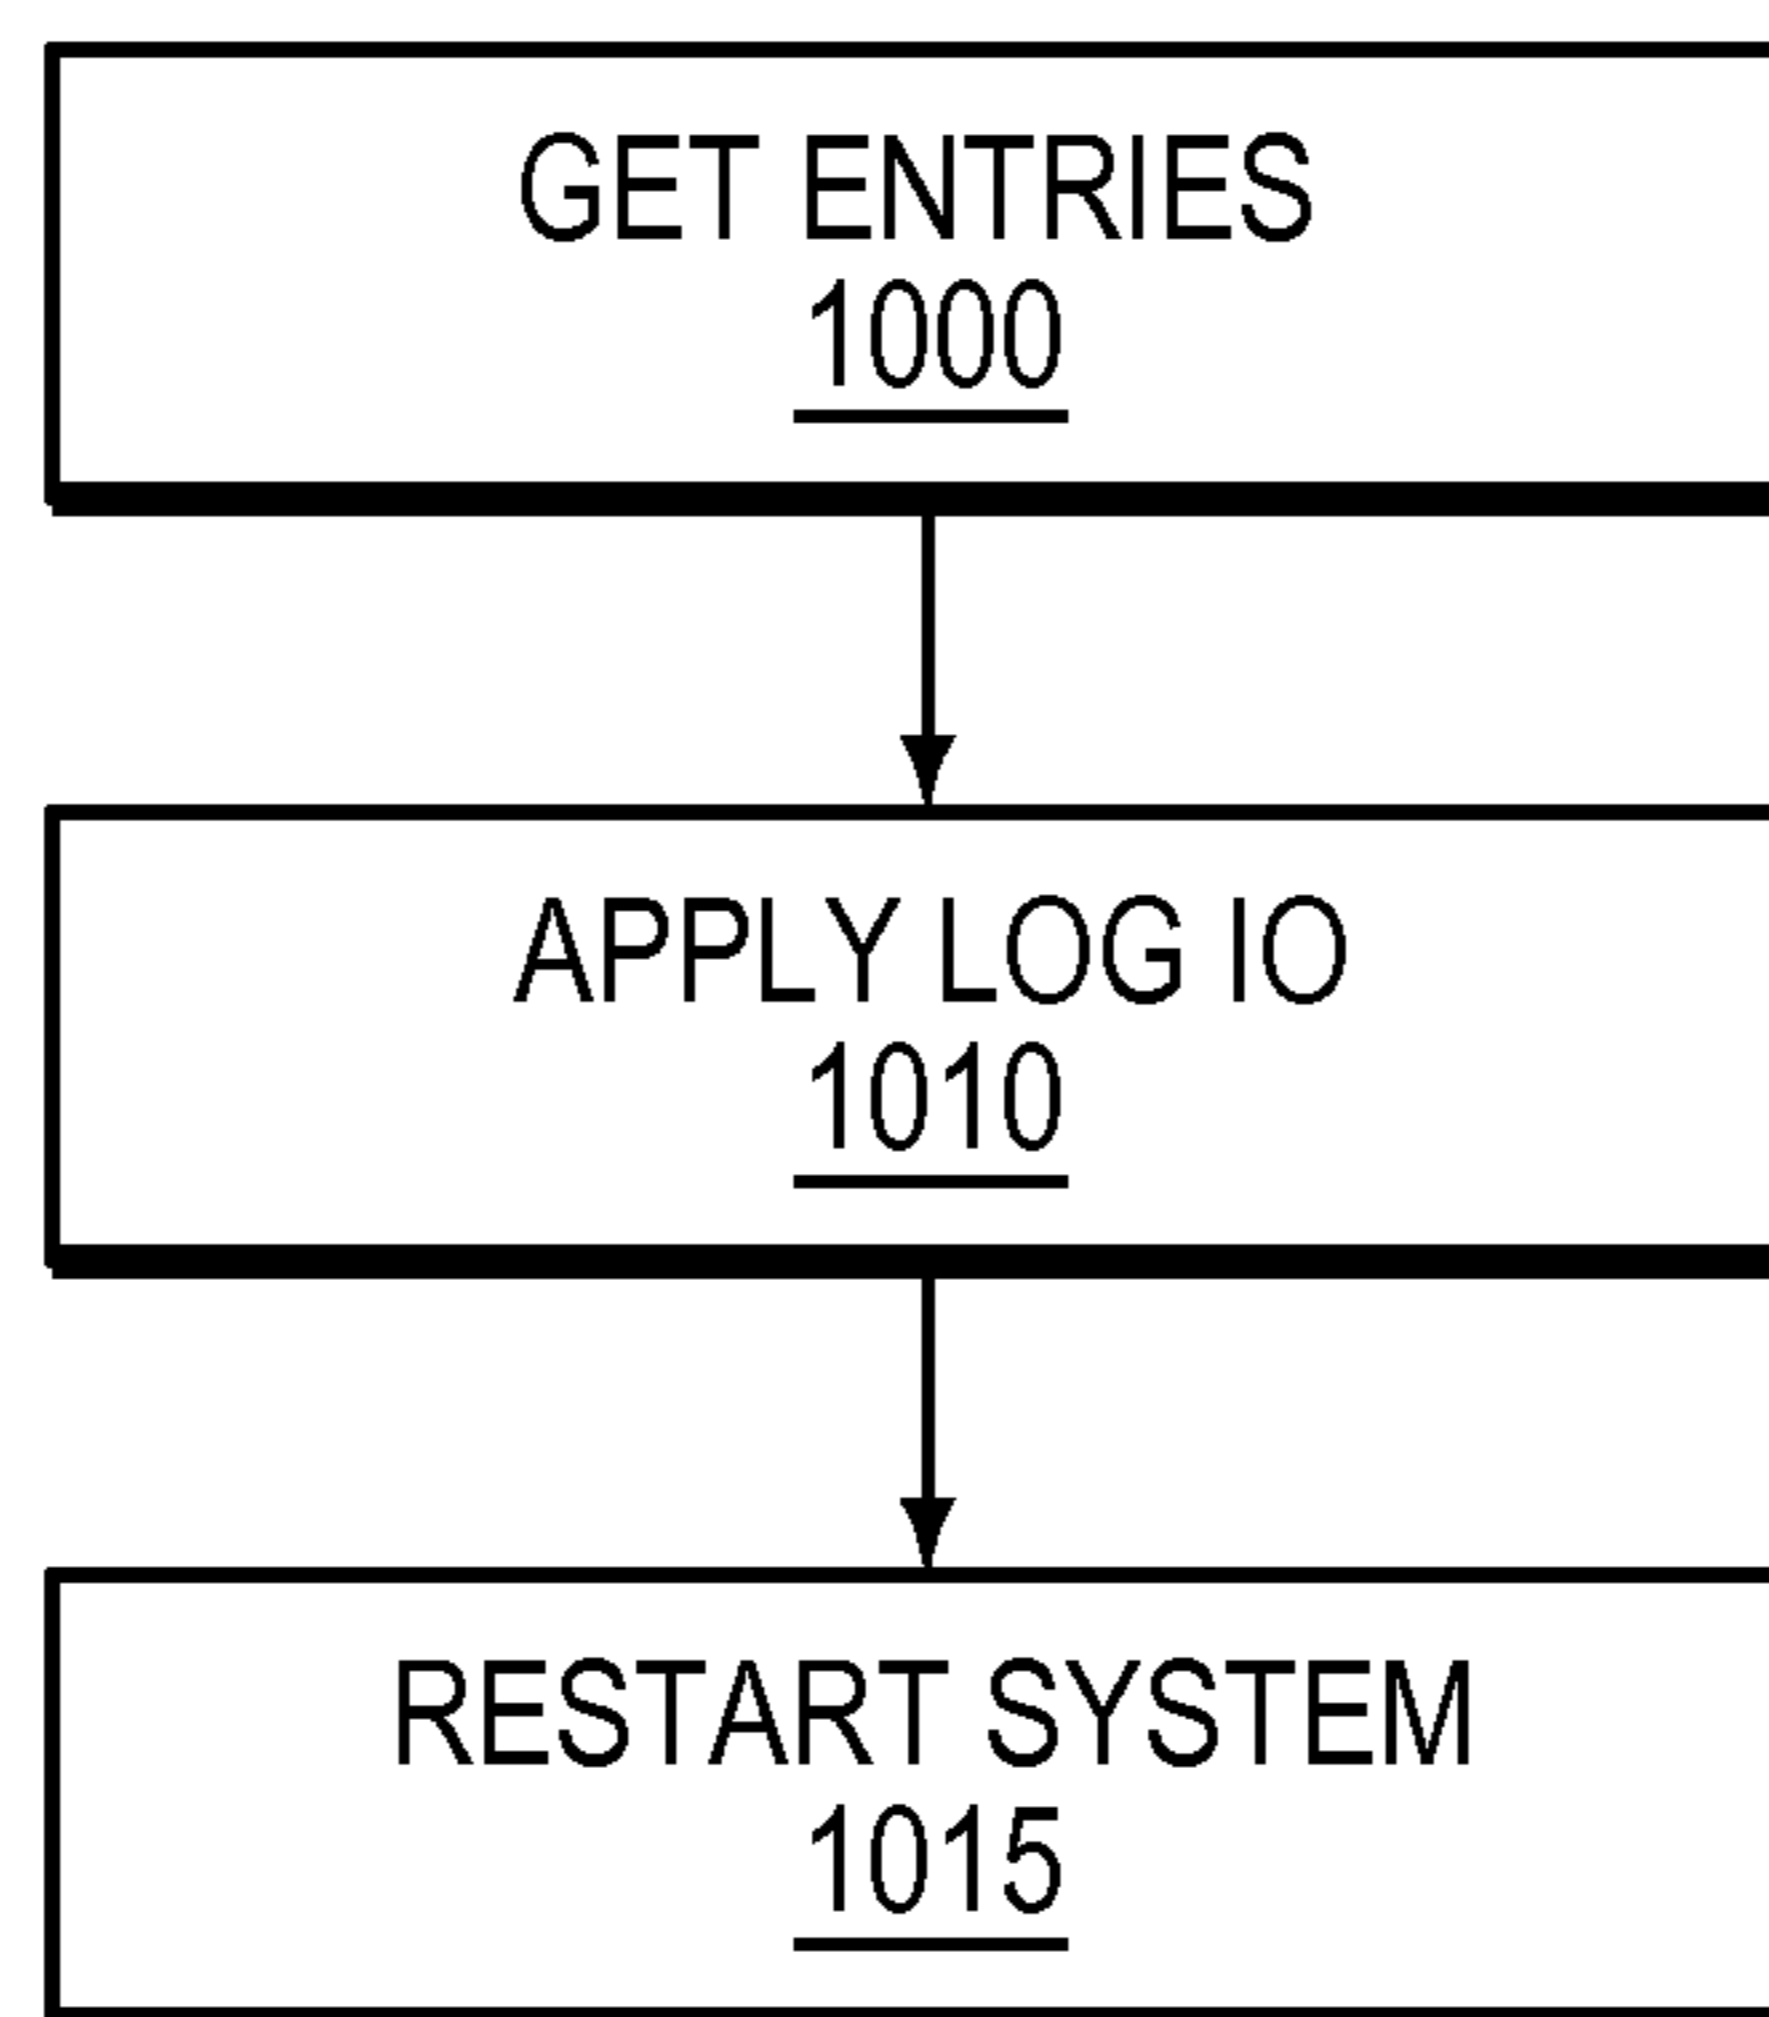 GET ENTRIES
1000
APPLY LOG IO
1010
RESTART SYSTEM
1015